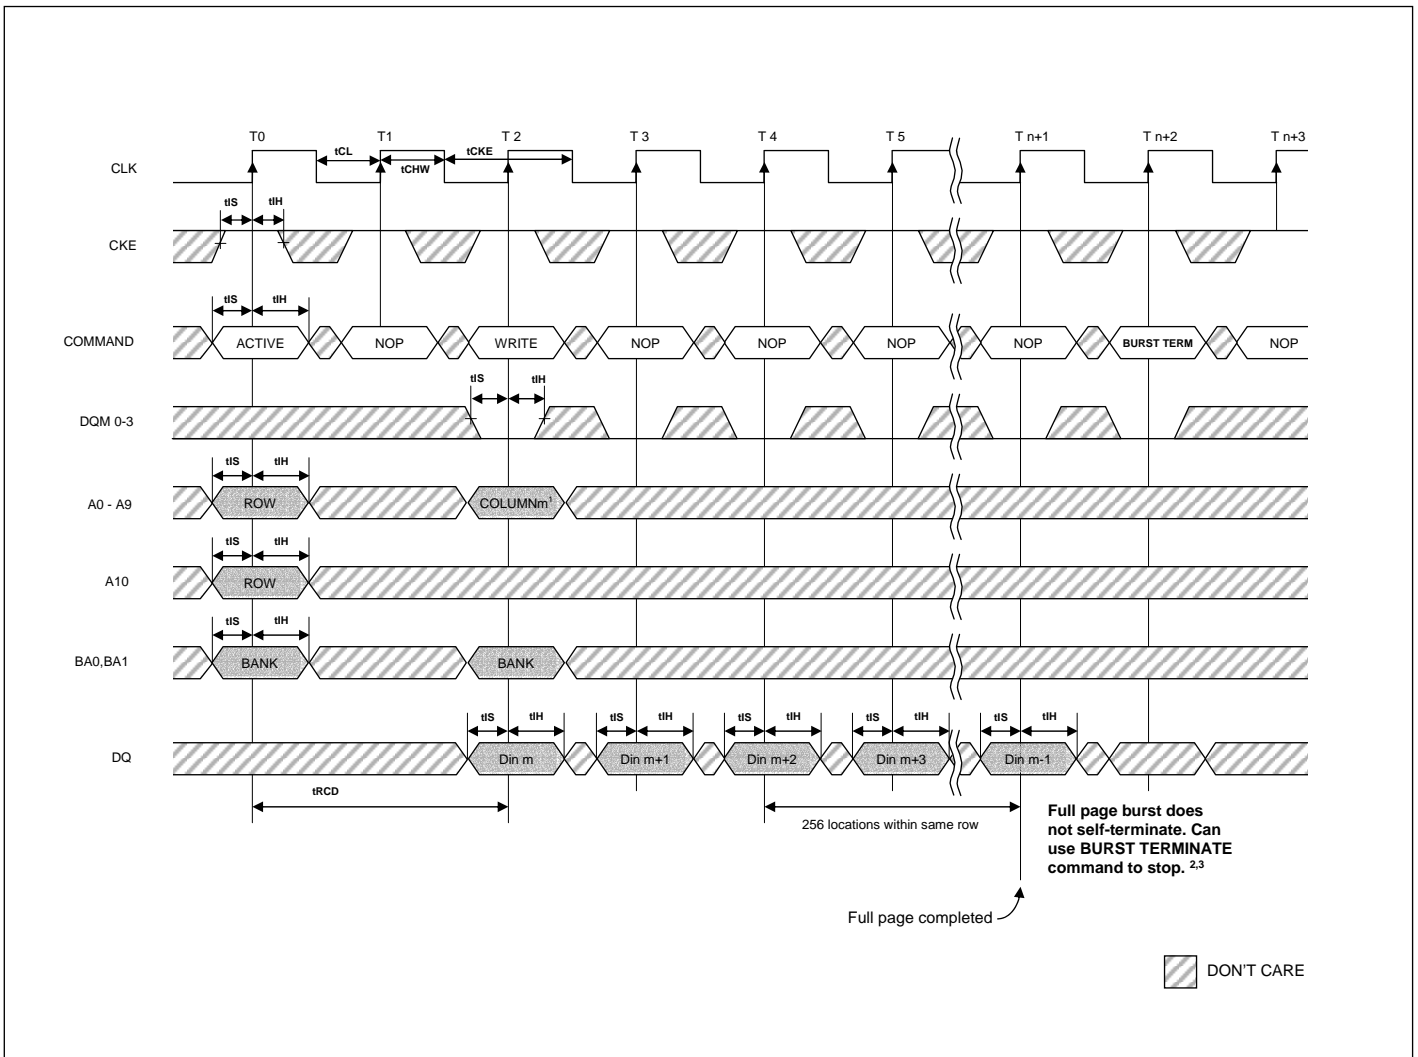 T0 T1 T 2 T 3 T 4 T 5 T n+1 T n+2 T n+3
CLK tCL tCHW tCKE
tIS tIH
CKE
tIS tIH
COMMAND ACTIVE NOP WRITE NOP NOP NOP NOP BURST TERM NOP
tIS tIH
DQM 0-3
tIS tIH
A0 - A9 ROW COLUMNm¹
tIS tIH
A10 ROW
tIS tIH
BA0,BA1 BANK BANK
tIS tIH tIS tIH tIS tIH tIS tIH tIS tIH
DQ Din m Din m+1 Din m+2 Din m+3 Din m-1
tRCD
256 locations within same row
Full page burst does
not self-terminate. Can
use BURST TERMINATE
command to stop. ²,³
Full page completed
DON'T CARE